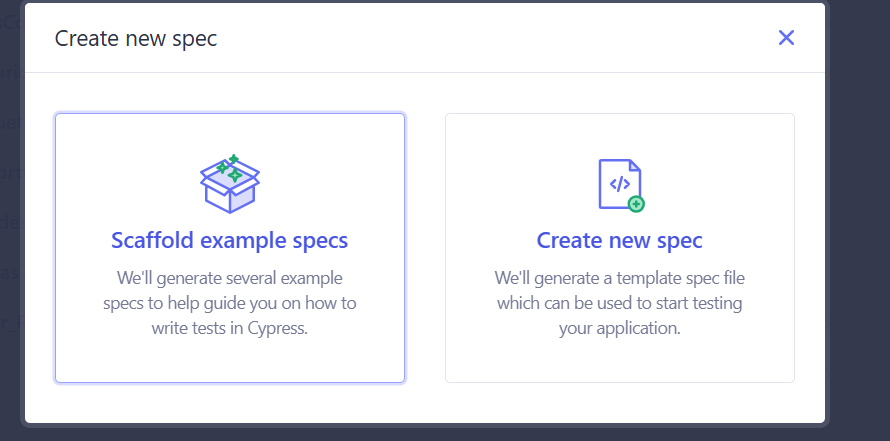 Create new spec
Scaffold example specs
We'll generate several example
specs to help guide you on how to
write tests in Cypress.
</>
Create new spec
We'll generate a template spec file
which can be used to start testing
your application.